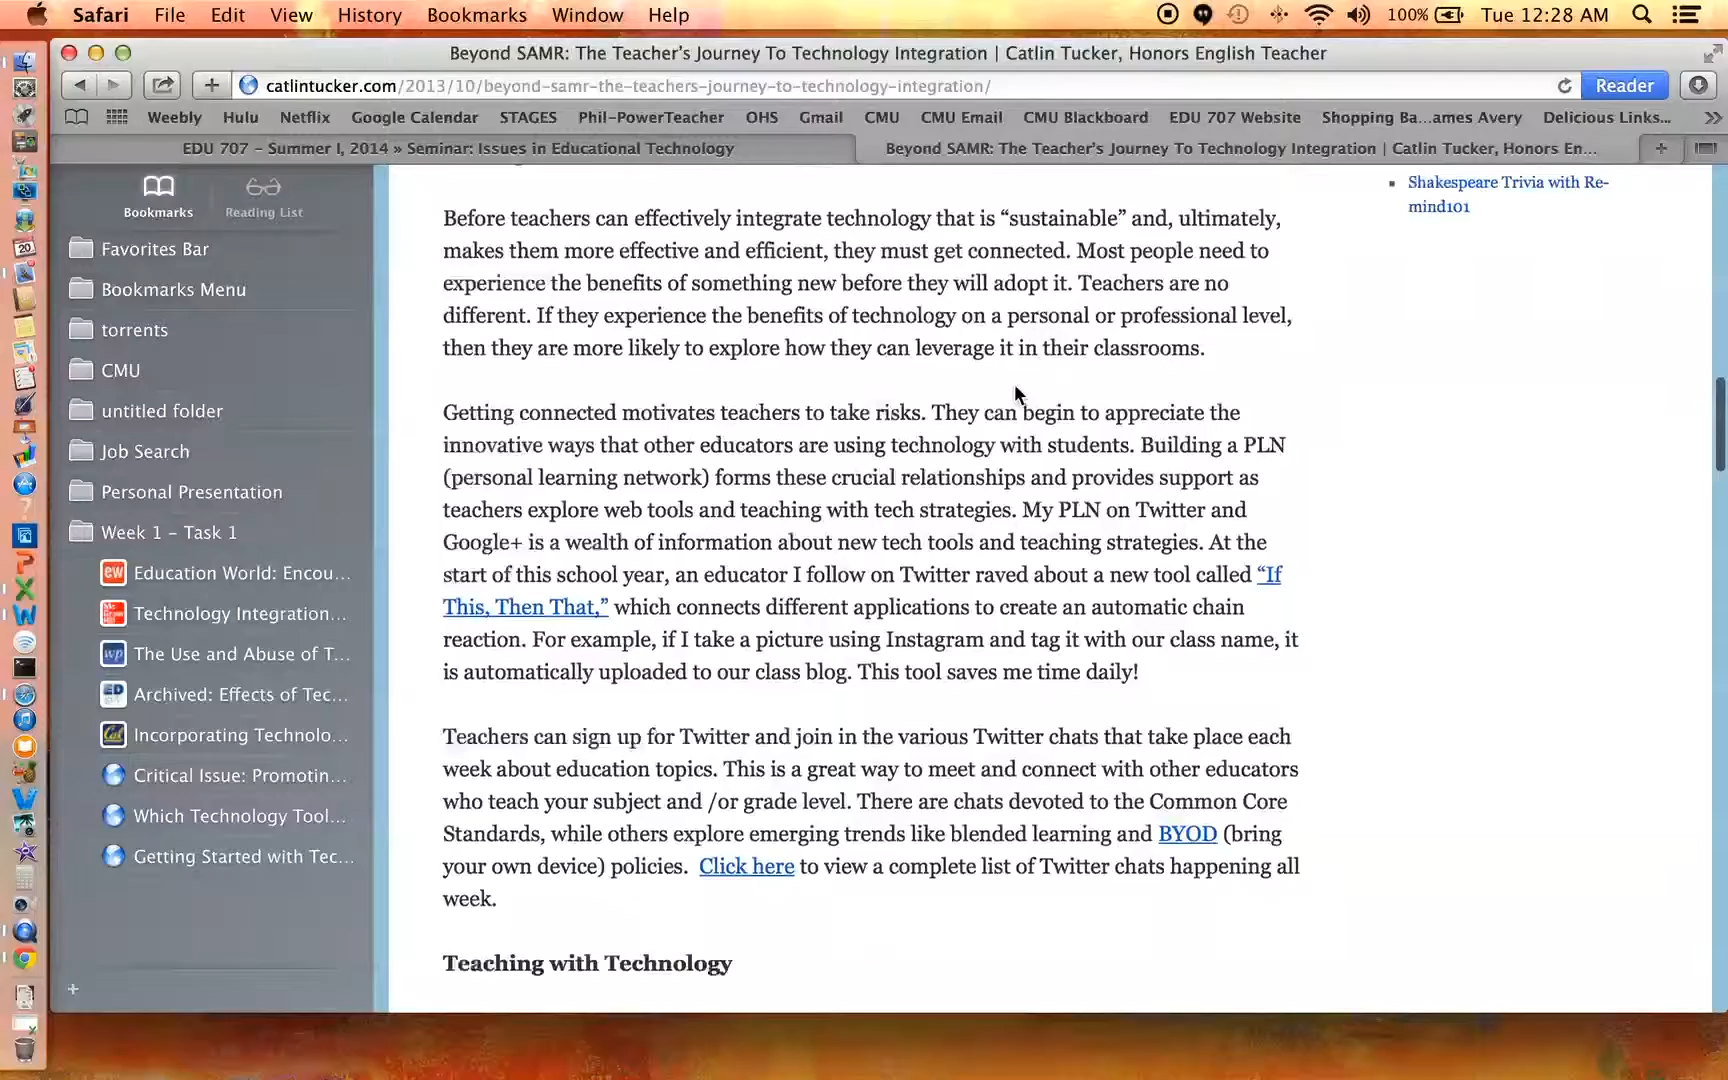 Safari File Edit View History Bookmarks Window Help 100% Tue 12:28 AM
Beyond SAMR: The Teacher's Journey To Technology Integration | Catlin Tucker, Honors English Teacher
catlintucker.com/2013/10/beyond-samr-the-teachers-journey-to-technology-integration/ Reader
Weebly Hulu Netflix Google Calendar STAGES Phil-PowerTeacher OHS Gmail CMU CMU Email CMU Blackboard EDU 707 Website Shopping Ba...ames Avery Delicious Links...
EDU 707 – Summer I, 2014 » Seminar: Issues in Educational Technology
Beyond SAMR: The Teacher's Journey To Technology Integration | Catlin Tucker, Honors En...
Bookmarks Reading List
Favorites Bar
Bookmarks Menu
torrents
CMU
untitled folder
Job Search
Personal Presentation
Week 1 – Task 1
Education World: Encou...
Technology Integration...
The Use and Abuse of T...
Archived: Effects of Tec...
Incorporating Technolo...
Critical Issue: Promotin...
Which Technology Tool...
Getting Started with Tec...
Before teachers can effectively integrate technology that is “sustainable” and, ultimately,
makes them more effective and efficient, they must get connected. Most people need to
experience the benefits of something new before they will adopt it. Teachers are no
different. If they experience the benefits of technology on a personal or professional level,
then they are more likely to explore how they can leverage it in their classrooms.
Getting connected motivates teachers to take risks. They can begin to appreciate the
innovative ways that other educators are using technology with students. Building a PLN
(personal learning network) forms these crucial relationships and provides support as
teachers explore web tools and teaching with tech strategies. My PLN on Twitter and
Google+ is a wealth of information about new tech tools and teaching strategies. At the
start of this school year, an educator I follow on Twitter raved about a new tool called “If
This, Then That,” which connects different applications to create an automatic chain
reaction. For example, if I take a picture using Instagram and tag it with our class name, it
is automatically uploaded to our class blog. This tool saves me time daily!
Teachers can sign up for Twitter and join in the various Twitter chats that take place each
week about education topics. This is a great way to meet and connect with other educators
who teach your subject and /or grade level. There are chats devoted to the Common Core
Standards, while others explore emerging trends like blended learning and BYOD (bring
your own device) policies. Click here to view a complete list of Twitter chats happening all
week.
Teaching with Technology
Shakespeare Trivia with Re-
mind101